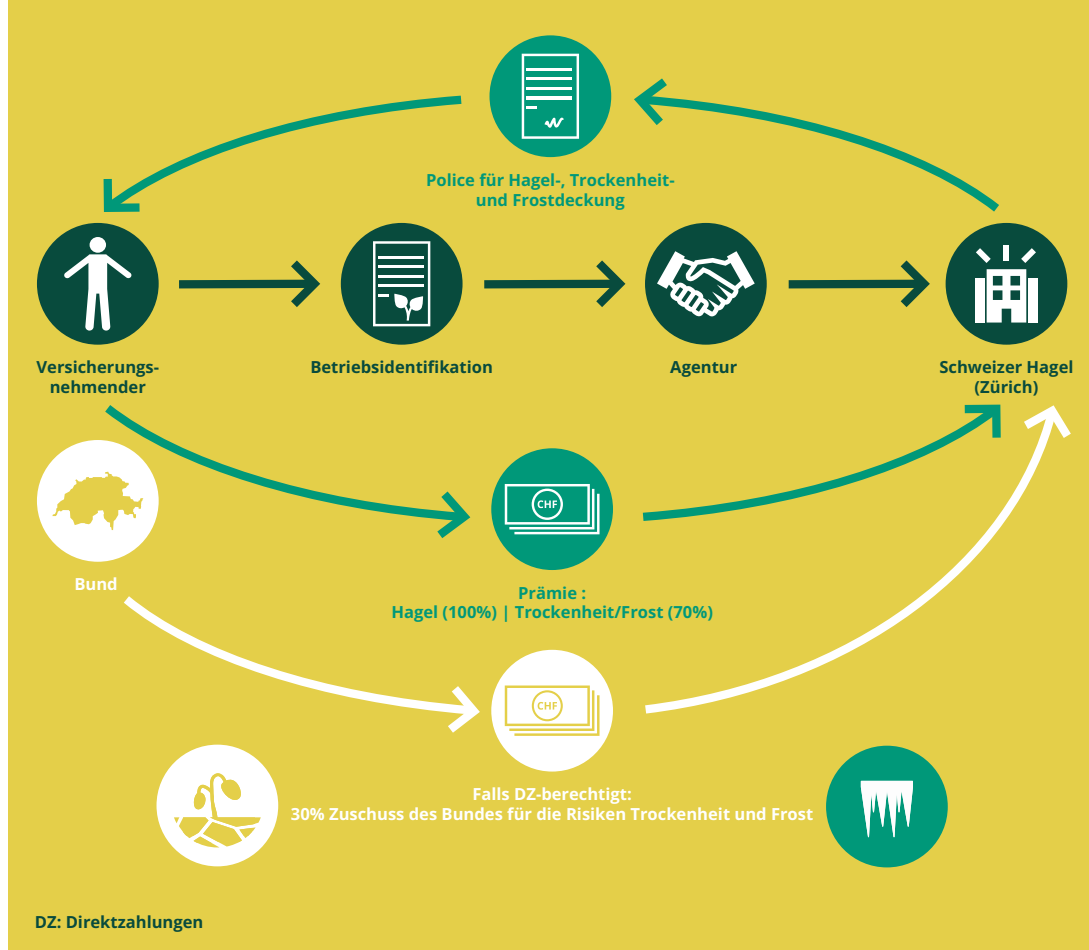 Police für Hagel-, Trockenheit-
und Frostdeckung
Versicherungs-
nehmender
Betriebsidentifikation
Agentur
Schweizer Hagel
(Zürich)
Bund
CHF
Prämie :
Hagel (100%) | Trockenheit/Frost (70%)
CHF
Falls DZ-berechtigt:
30% Zuschuss des Bundes für die Risiken Trockenheit und Frost
DZ: Direktzahlungen